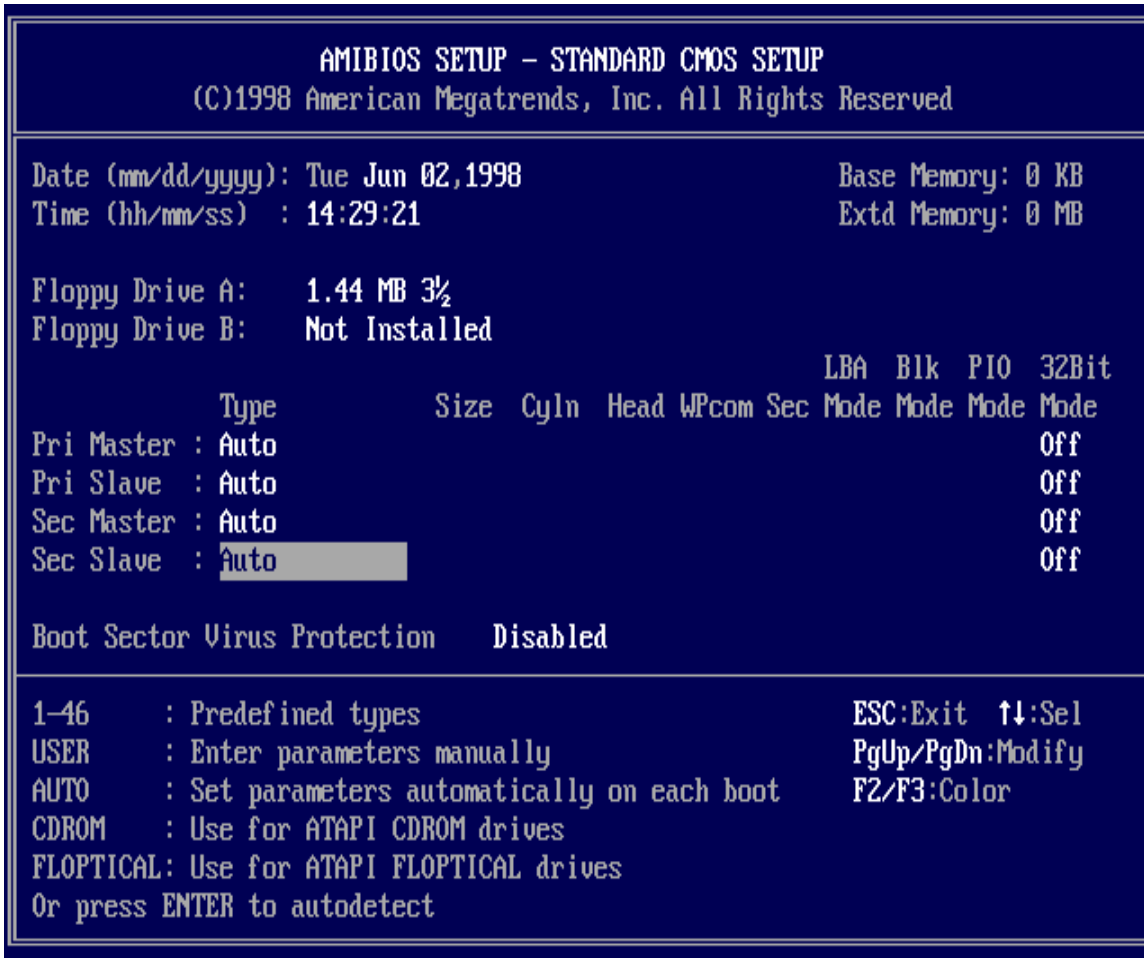 AMIBIOS SETUP – STANDARD CMOS SETUP
(C)1998 American Megatrends, Inc. All Rights Reserved
Date (mm/dd/yyyy): Tue Jun 02,1998 Base Memory: 0 KB
Time (hh/mm/ss) : 14:29:21 Extd Memory: 0 MB
Floppy Drive A: 1.44 MB 3½
Floppy Drive B: Not Installed
LBA Blk PIO 32Bit
Type Size Cyln Head WPcom Sec Mode Mode Mode Mode
Pri Master : Auto Off
Pri Slave : Auto Off
Sec Master : Auto Off
Sec Slave : Auto Off
Boot Sector Virus Protection Disabled
1–46 : Predefined types ESC:Exit ↑↓:Sel
USER : Enter parameters manually PgUp/PgDn:Modify
AUTO : Set parameters automatically on each boot F2/F3:Color
CDROM : Use for ATAPI CDROM drives
FLOPTICAL: Use for ATAPI FLOPTICAL drives
Or press ENTER to autodetect